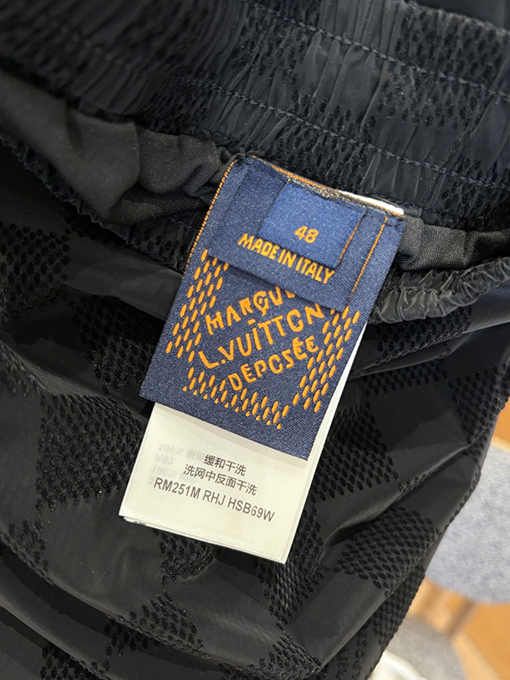 48
MADE IN ITALY
MARQUE
L.VUITTON
DÉPOSÉE
缓和干洗
洗网中反面干洗
RM251M RHJ HSB69W